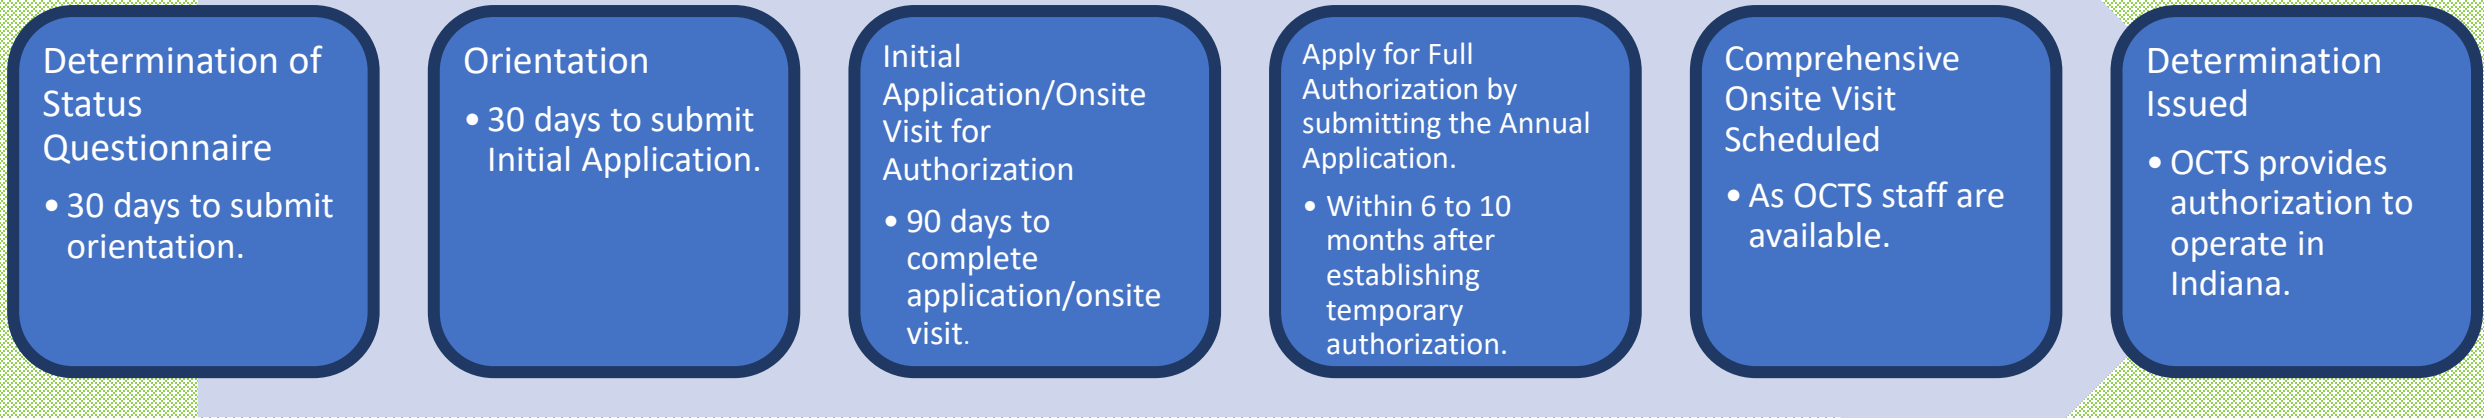 Determination of
Status
Questionnaire
• 30 days to submit
orientation.
Orientation
• 30 days to submit
Initial Application.
Initial
Application/Onsite
Visit for
Authorization
• 90 days to
complete
application/onsite
visit.
Apply for Full
Authorization by
submitting the Annual
Application.
• Within 6 to 10
months after
establishing
temporary
authorization.
Comprehensive
Onsite Visit
Scheduled
• As OCTS staff are
available.
Determination
Issued
• OCTS provides
authorization to
operate in
Indiana.